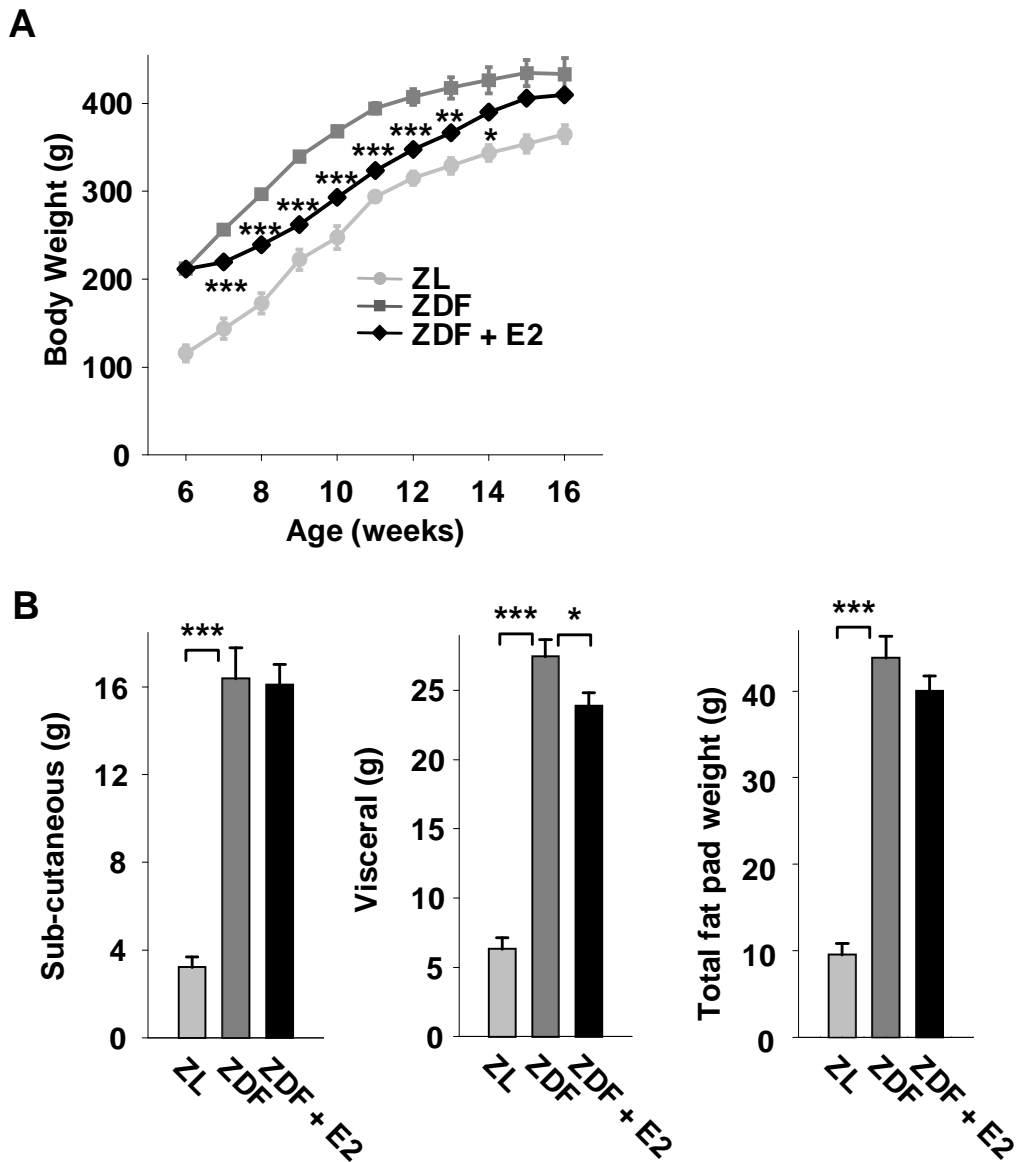 A
Body Weight (g)
400
300
200
100
0
***
***
***
***
***
***
**
*
ZL
ZDF
ZDF + E2
6 8 10 12 14 16
Age (weeks)
B
Sub-cutaneous (g)
16
12
8
4
0
***
ZL
ZDF
ZDF + E2
Visceral (g)
25
20
15
10
5
0
*** *
ZL
ZDF
ZDF + E2
Total fat pad weight (g)
40
30
20
10
0
***
ZL
ZDF
ZDF + E2